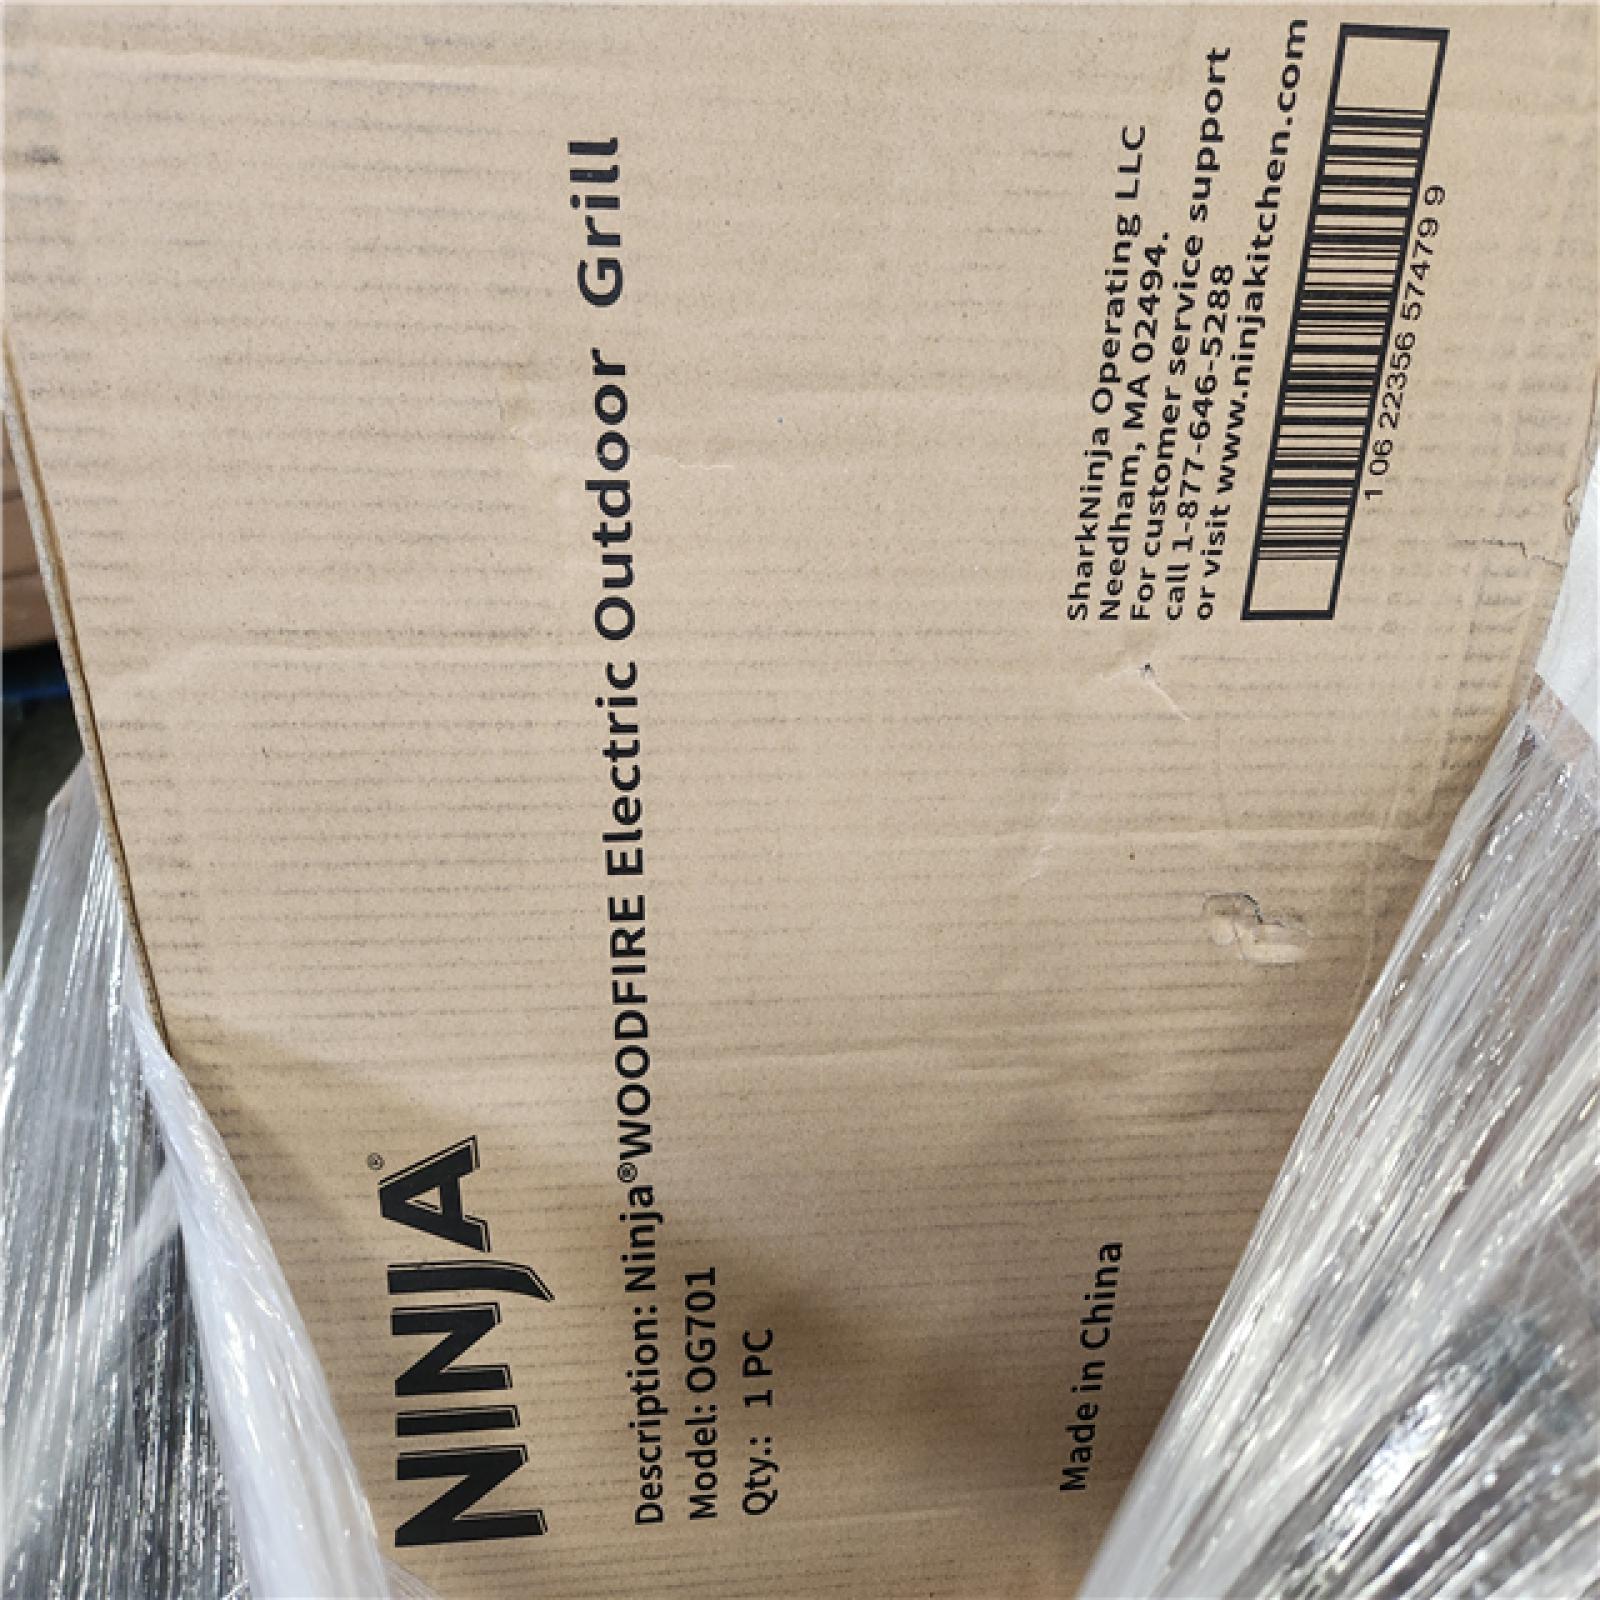 NINJA®
Description: Ninja®WOODFIRE Electric Outdoor Grill
Model: OG701
Qty.: 1 PC
Made in China
SharkNinja Operating LLC
Needham, MA 02494.
For customer service support
call 1-877-646-5288
or visit www.ninjakitchen.com
1 06 22356 57479 9